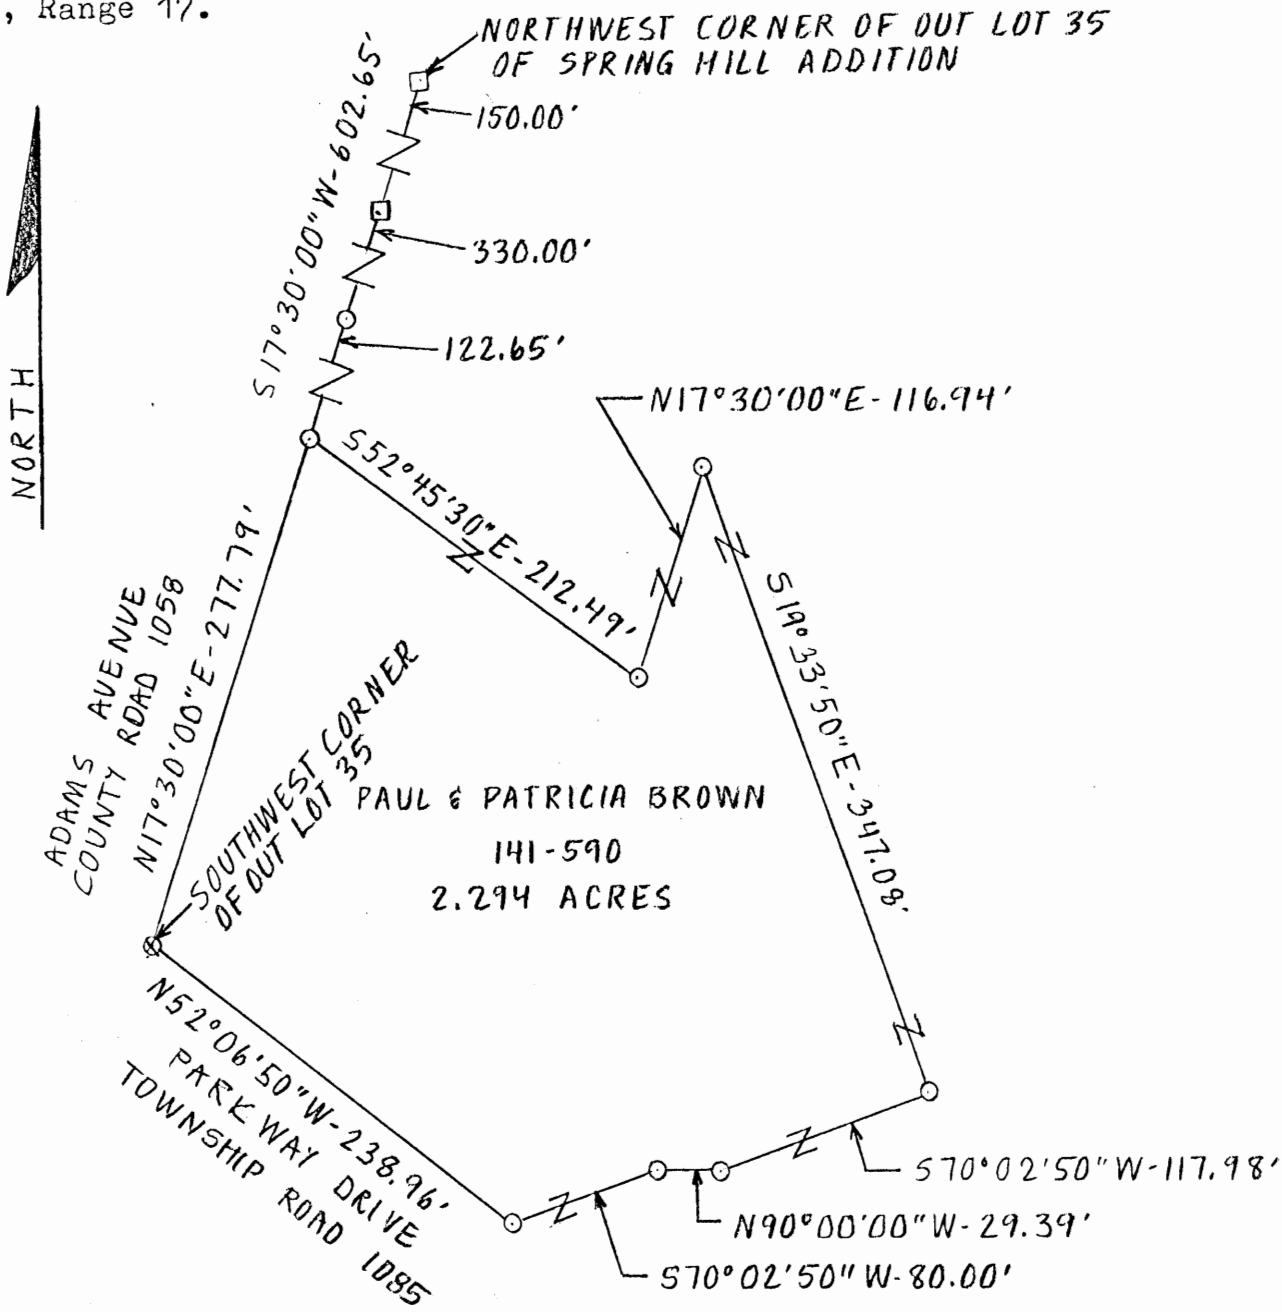 , Range 17.
NORTHWEST CORNER OF OUT LOT 35
OF SPRING HILL ADDITION
150.00'
S17°30'00"W-602.65'
330.00'
122.65'
NORTH
N17°30'00"E-116.94'
S52°45'30"E-212.49'
S19°33'50"E-347.08'
ADAMS AVENUE
COUNTY ROAD 1058
N17°30'00"E-277.79'
SOUTHWEST CORNER
OF OUT LOT 35
PAUL & PATRICIA BROWN
141-590
2.294 ACRES
N52°06'50"W-238.96'
PARKWAY DRIVE
TOWNSHIP ROAD 1085
S70°02'50"W-117.98'
N90°00'00"W-29.39'
S70°02'50"W-80.00'